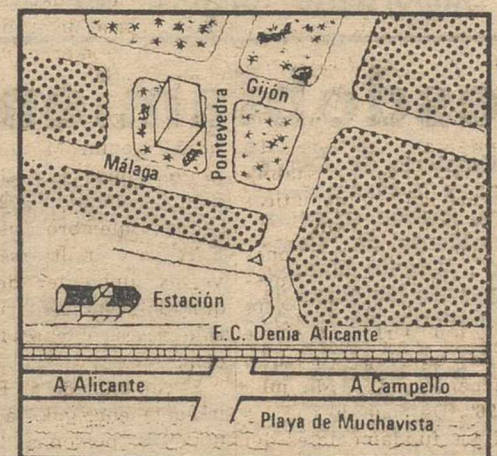 Gijón
Pontevedra
Málaga
Estación
F.C. Denia Alicante
A Alicante
A Campello
Playa de Muchavista